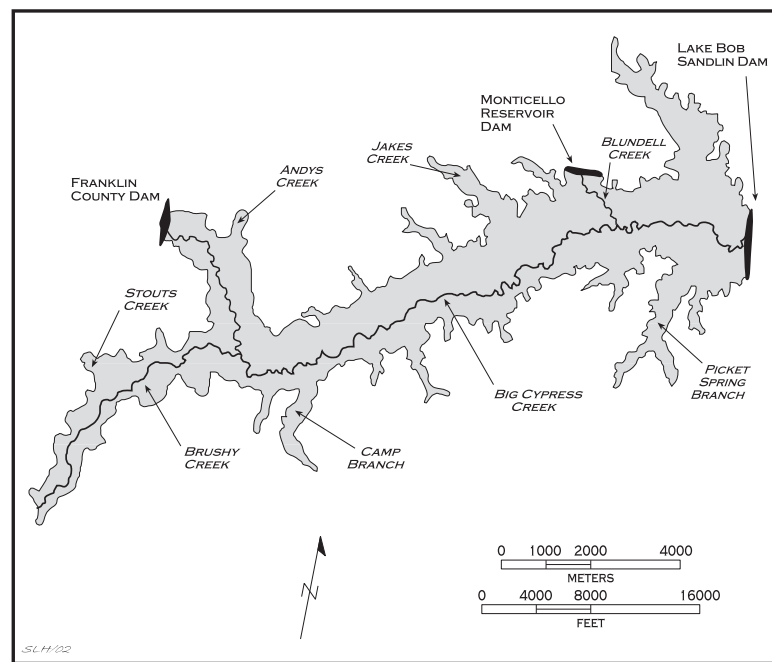 LAKE BOB
SANDLIN DAM
MONTICELLO
RESERVOIR
DAM
BLUNDELL
CREEK
JAKES
CREEK
ANDYS
CREEK
FRANKLIN
COUNTY DAM
STOUTS
CREEK
PICKET
SPRING
BRANCH
BIG CYPRESS
CREEK
BRUSHY
CREEK
CAMP
BRANCH
N
0 1000 2000 4000
METERS
0 4000 8000 16000
FEET
SLH/02